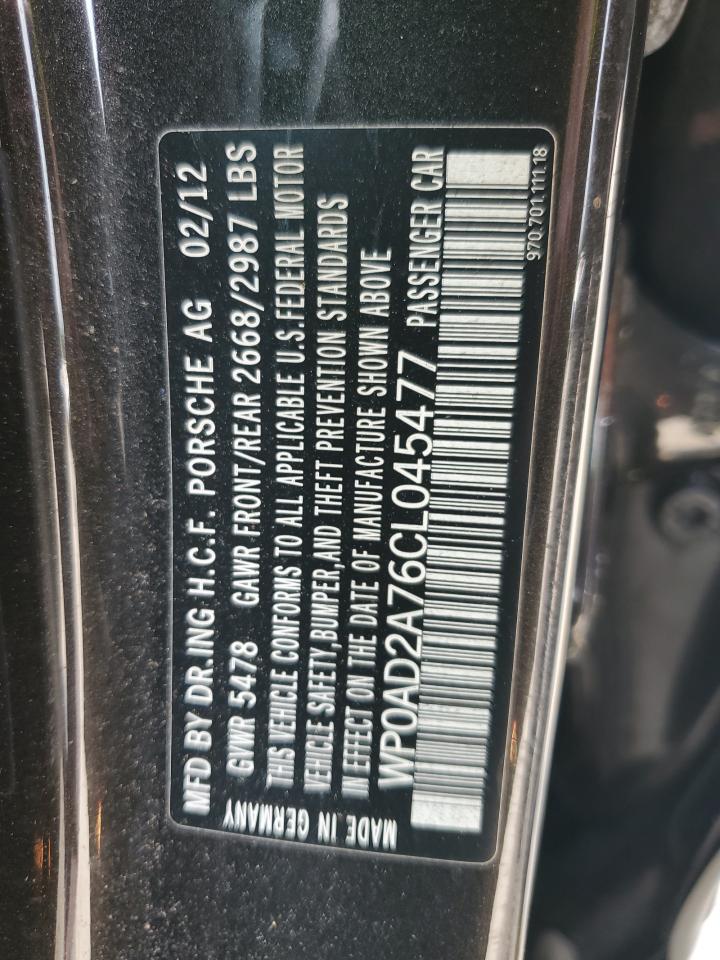 MFD BY DR.ING H.C.F. PORSCHE AG 02/12
GVWR 5478 GAWR FRONT/REAR 2668/2987 LBS
THIS VEHICLE CONFORMS TO ALL APPLICABLE U.S.FEDERAL MOTOR
VEHICLE SAFETY,BUMPER,AND THEFT PREVENTION STANDARDS
IN EFFECT ON THE DATE OF MANUFACTURE SHOWN ABOVE
WP0AD2A76CL045477 PASSENGER CAR
MADE IN GERMANY
970.701.111.18